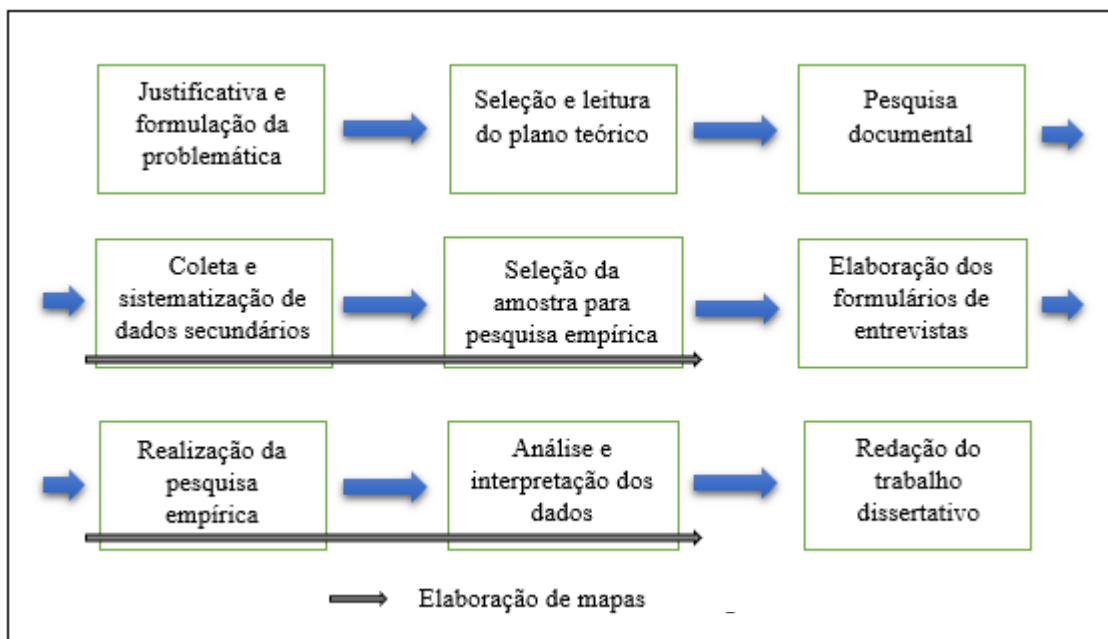 Justificativa e
formulação da
problemática
Seleção e leitura
do plano teórico
Pesquisa
documental
Coleta e
sistematização de
dados secundários
Seleção da
amostra para
pesquisa empírica
Elaboração dos
formulários de
entrevistas
Realização da
pesquisa
empírica
Análise e
interpretação dos
dados
Redação do
trabalho
dissertativo
Elaboração de mapas